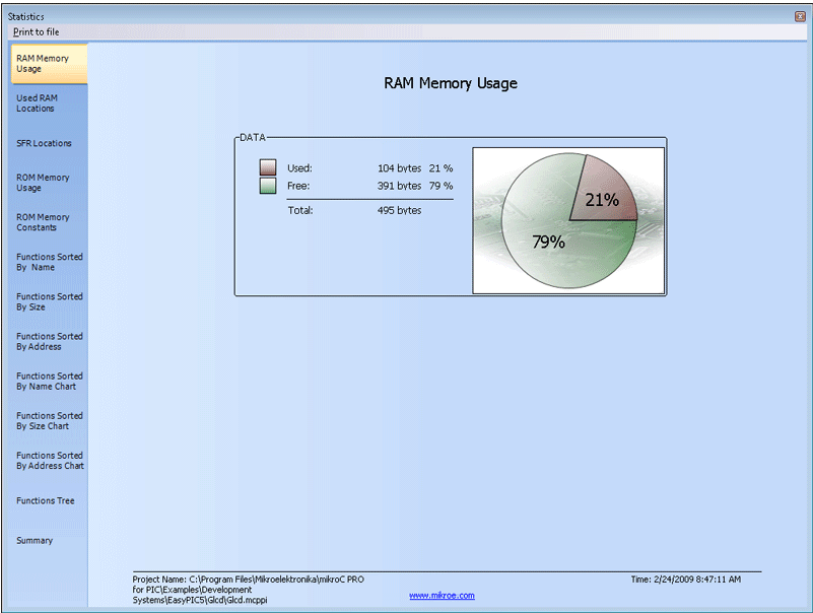 Statistics
Print to file
RAM Memory
Usage
Used RAM
Locations
SFR Locations
ROM Memory
Usage
ROM Memory
Constants
Functions Sorted
By Name
Functions Sorted
By Size
Functions Sorted
By Address
Functions Sorted
By Name Chart
Functions Sorted
By Size Chart
Functions Sorted
By Address Chart
Functions Tree
Summary
RAM Memory Usage
DATA
Used: 104 bytes 21 %
Free: 391 bytes 79 %
Total: 495 bytes
21%
79%
Project Name: C:\Program Files\Mikroelektronika\mikroC PRO
for PIC\Examples\Development
Systems\EasyPIC5\Glcd\Glcd.mcppi
www.mikroe.com
Time: 2/24/2009 8:47:11 AM